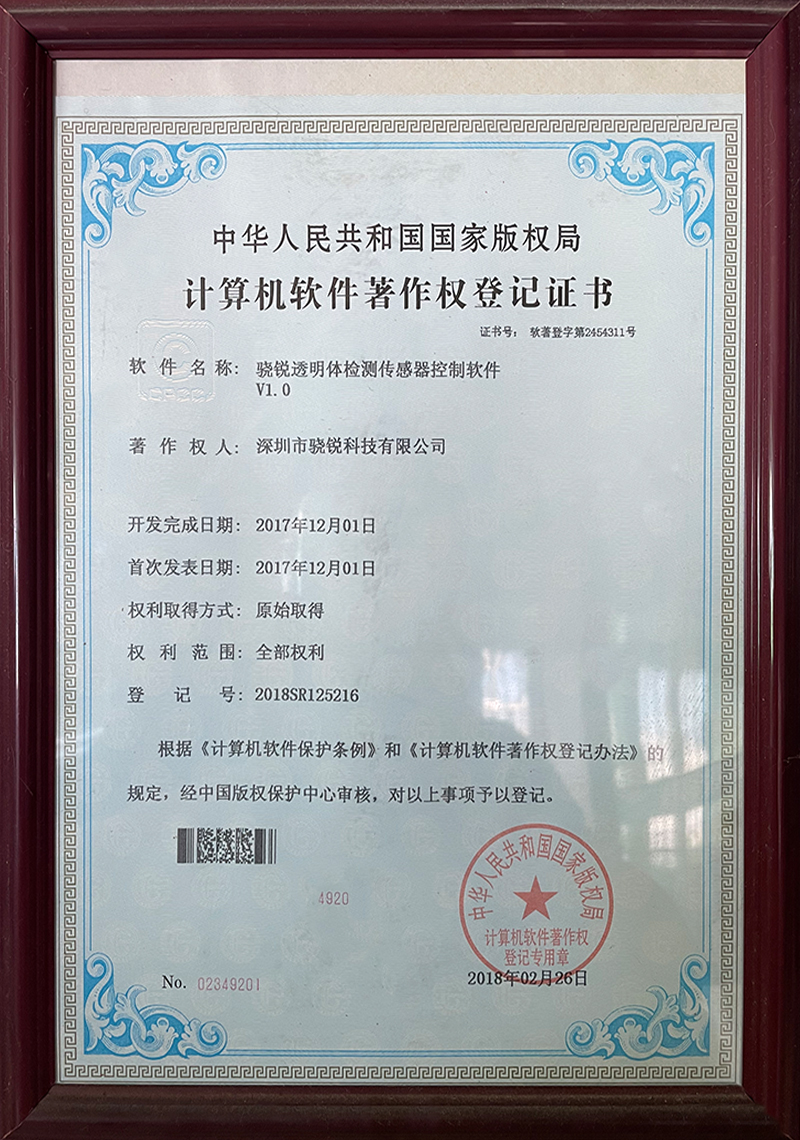 中华人民共和国国家版权局
计算机软件著作权登记证书
证书号： 软著登字第2454311号
软件名称： 骁锐透明体检测传感器控制软件
V1.0
著作权人： 深圳市骁锐科技有限公司
开发完成日期： 2017年12月01日
首次发表日期： 2017年12月01日
权利取得方式： 原始取得
权利范围： 全部权利
登记号： 2018SR125216
根据《计算机软件保护条例》和《计算机软件著作权登记办法》的
规定，经中国版权保护中心审核，对以上事项予以登记。
4920
中华人民共和国国家版权局
计算机软件著作权
登记专用章
No. 02349201
2018年02月26日